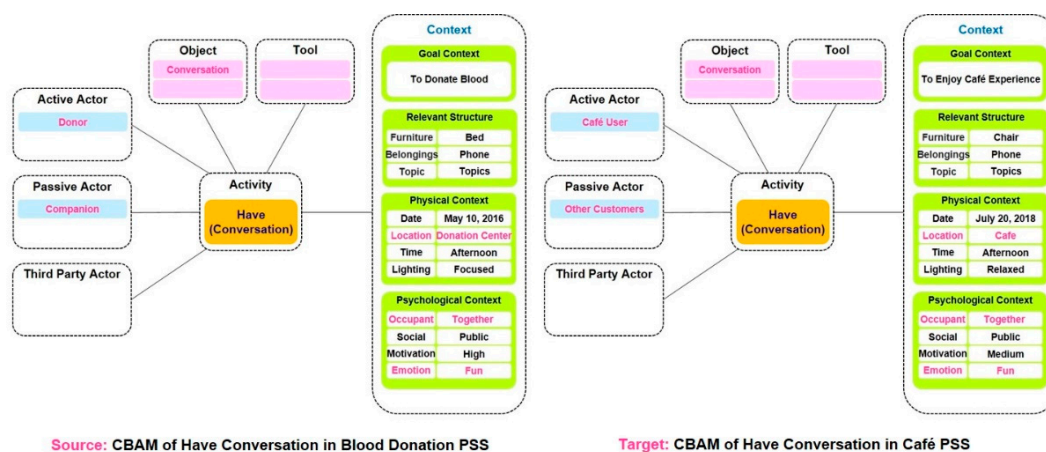 Context
Object
Conversation
Tool
Goal Context
To Donate Blood
Active Actor
Donor
Relevant Structure
Furniture Bed
Belongings Phone
Topic Topics
Passive Actor
Companion
Activity
Have
(Conversation)
Physical Context
Date May 10, 2016
Location Donation Center
Time Afternoon
Lighting Focused
Third Party Actor
Psychological Context
Occupant Together
Social Public
Motivation High
Emotion Fun
Source: CBAM of Have Conversation in Blood Donation PSS
Context
Object
Conversation
Tool
Goal Context
To Enjoy Café Experience
Active Actor
Café User
Relevant Structure
Furniture Chair
Belongings Phone
Topic Topics
Passive Actor
Other Customers
Activity
Have
(Conversation)
Physical Context
Date July 20, 2018
Location Cafe
Time Afternoon
Lighting Relaxed
Third Party Actor
Psychological Context
Occupant Together
Social Public
Motivation Medium
Emotion Fun
Target: CBAM of Have Conversation in Café PSS